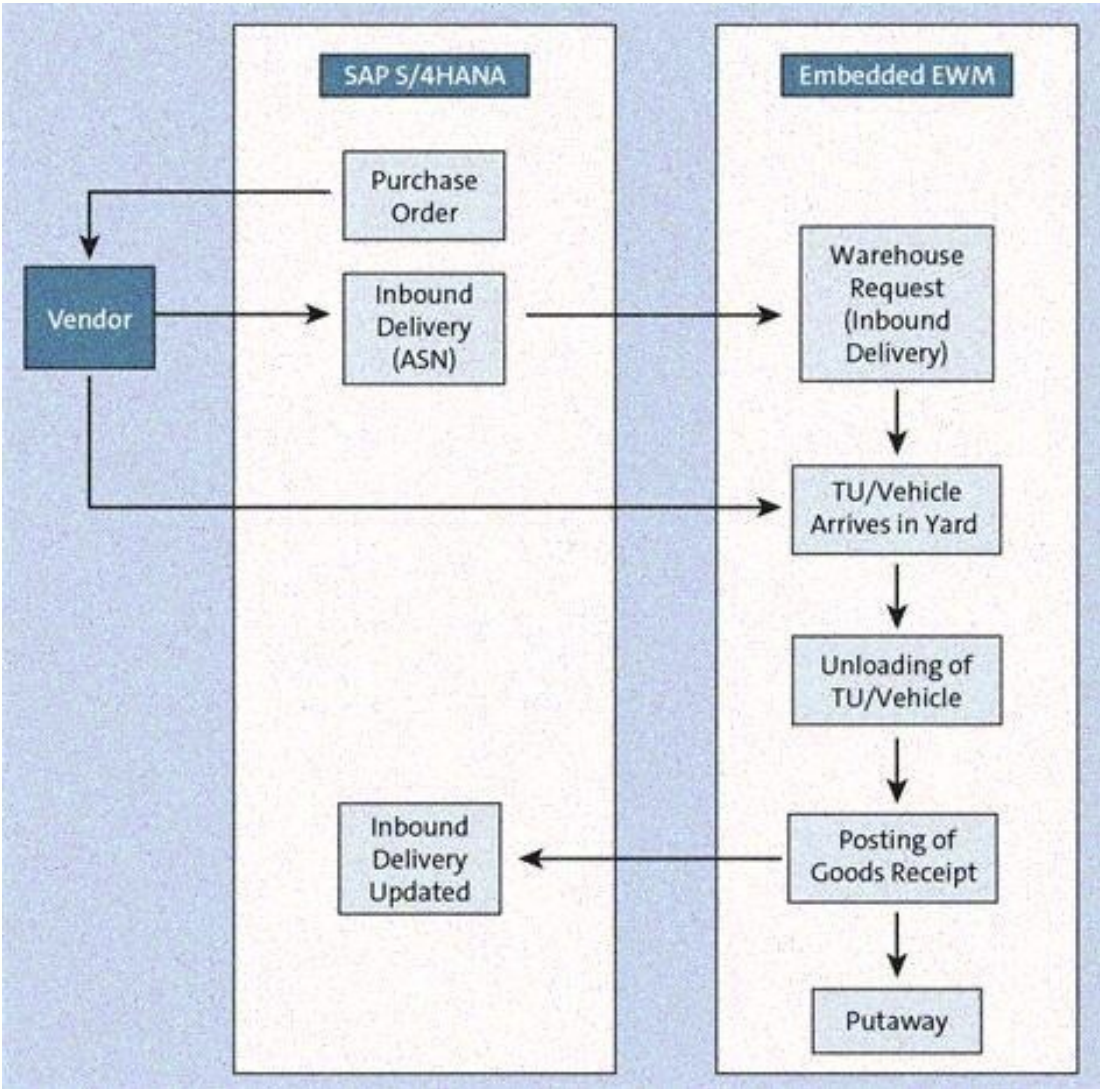 SAP S/4HANA
Embedded EWM
Purchase
Order
Vendor
Inbound
Delivery
(ASN)
Warehouse
Request
(Inbound
Delivery)
TU/Vehicle
Arrives in Yard
Unloading of
TU/Vehicle
Inbound
Delivery
Updated
Posting of
Goods Receipt
Putaway